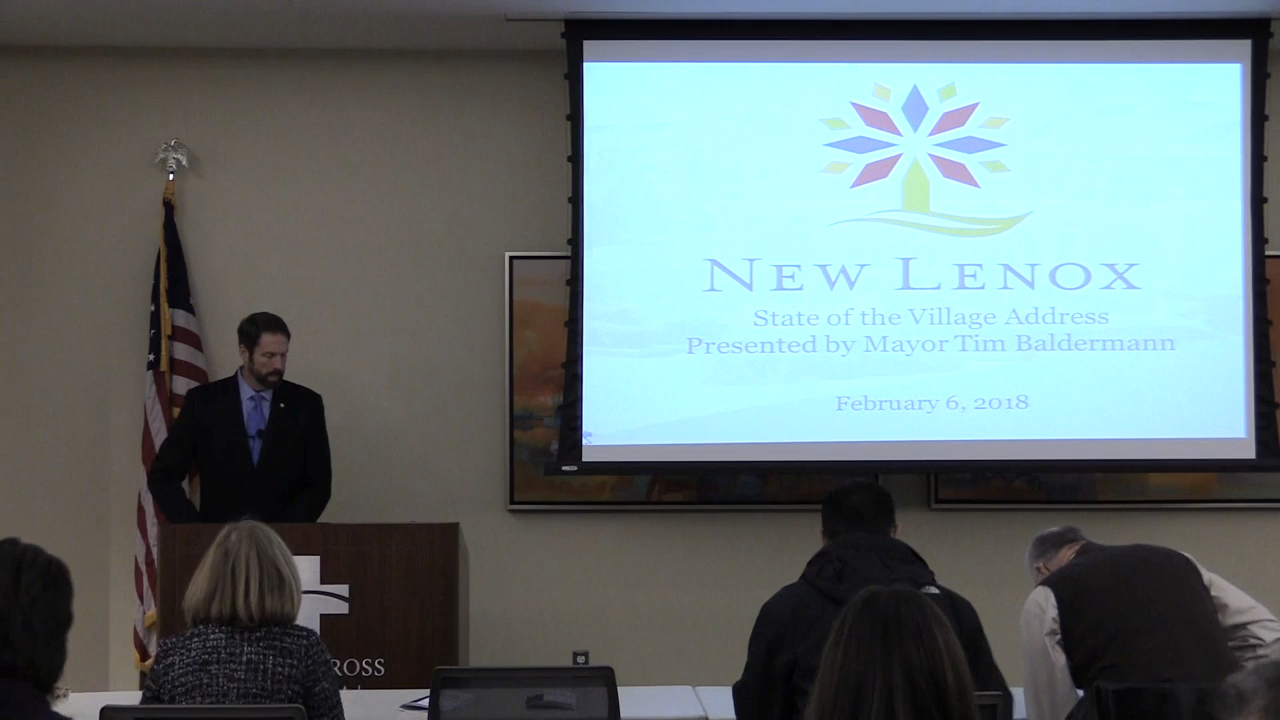 New Lenox
State of the Village Address
Presented by Mayor Tim Baldermann
February 6, 2018
ROSS